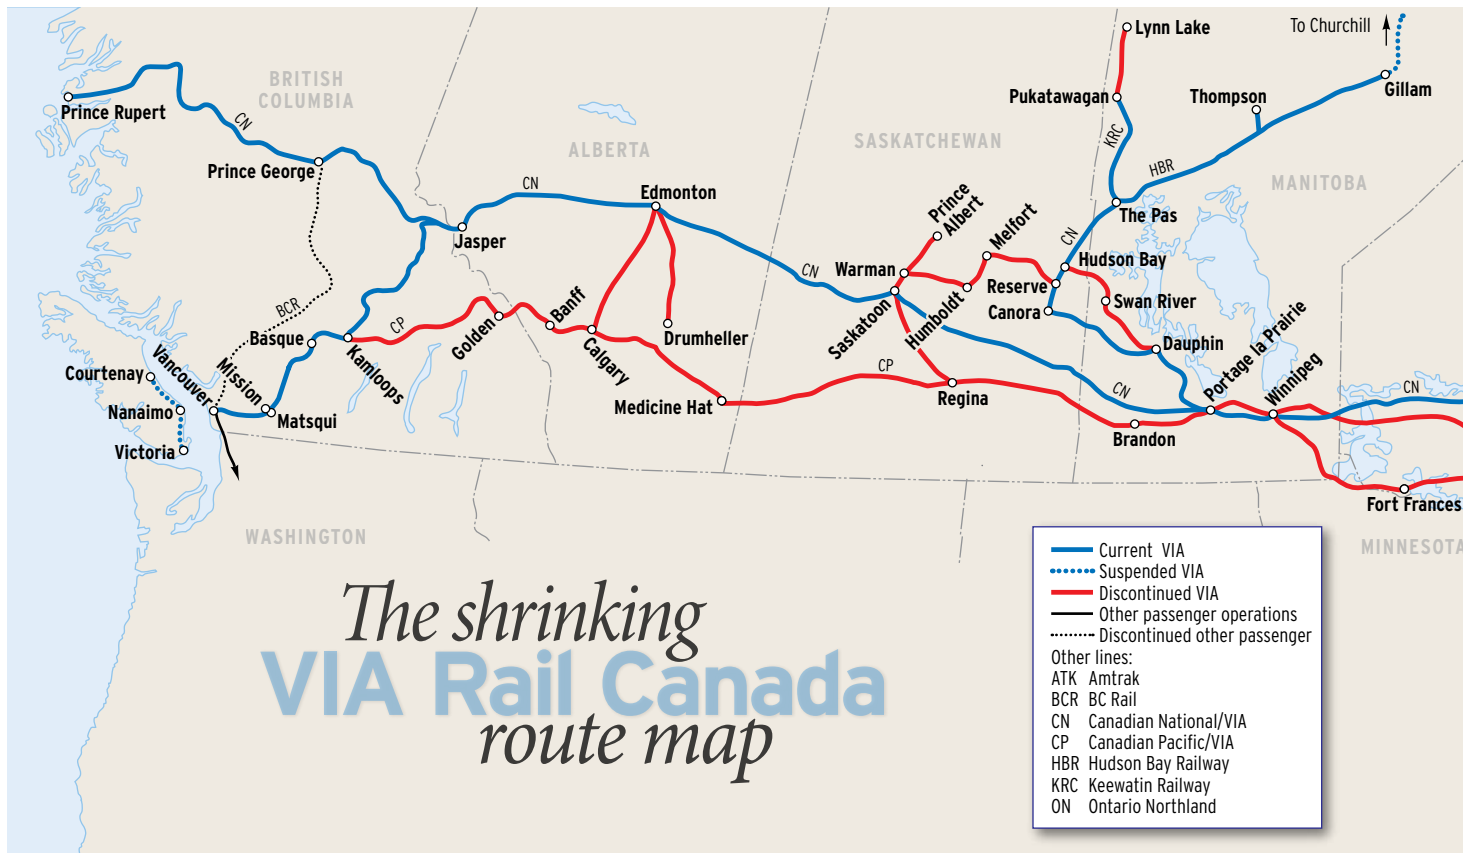 Lynn Lake
To Churchill
BRITISH
COLUMBIA
Prince Rupert
CN
Pukatawagan
Thompson
Gillam
KRC
ALBERTA
SASKATCHEWAN
HBR
MANITOBA
Prince George
CN
Edmonton
Prince
Albert
Melfort
The Pas
Jasper
CN
CN
Warman
Hudson Bay
Reserve
Swan River
BCR
Basque
CP
Golden
Banff
Calgary
Drumheller
Saskatoon
Humboldt
Canora
Dauphin
Portage la Prairie
Winnipeg
Vancouver
Mission
Kamloops
Courtenay
Nanaimo
Matsqui
Victoria
Medicine Hat
CP
Regina
CN
CN
Brandon
Fort Frances
WASHINGTON
MINNESOTA
The shrinking
VIA Rail Canada
route map
Current VIA
Suspended VIA
Discontinued VIA
Other passenger operations
Discontinued other passenger
Other lines:
ATK Amtrak
BCR BC Rail
CN Canadian National/VIA
CP Canadian Pacific/VIA
HBR Hudson Bay Railway
KRC Keewatin Railway
ON Ontario Northland